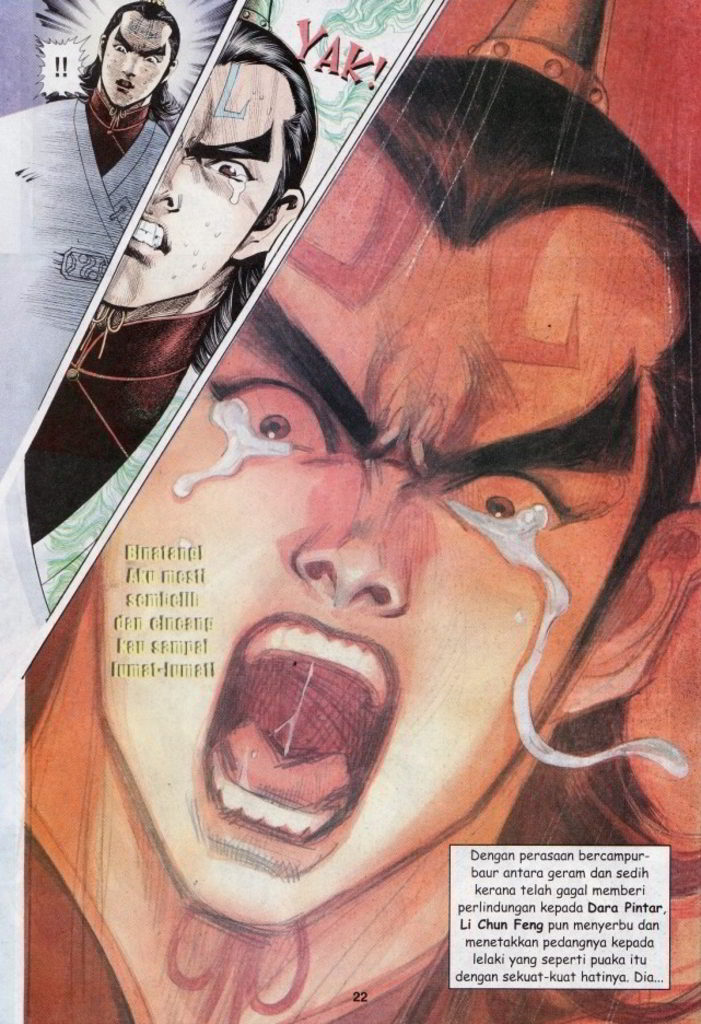 !!
YAK!
Binatang!
Aku mesti
sembelih
dan cincang
kau sampai
lumat-lumat!
Dengan perasaan bercampur-
baur antara geram dan sedih
kerana telah gagal memberi
perlindungan kepada Dara Pintar,
Li Chun Feng pun menyerbu dan
menetakkan pedangnya kepada
lelaki yang seperti puaka itu
dengan sekuat-kuat hatinya. Dia...
22